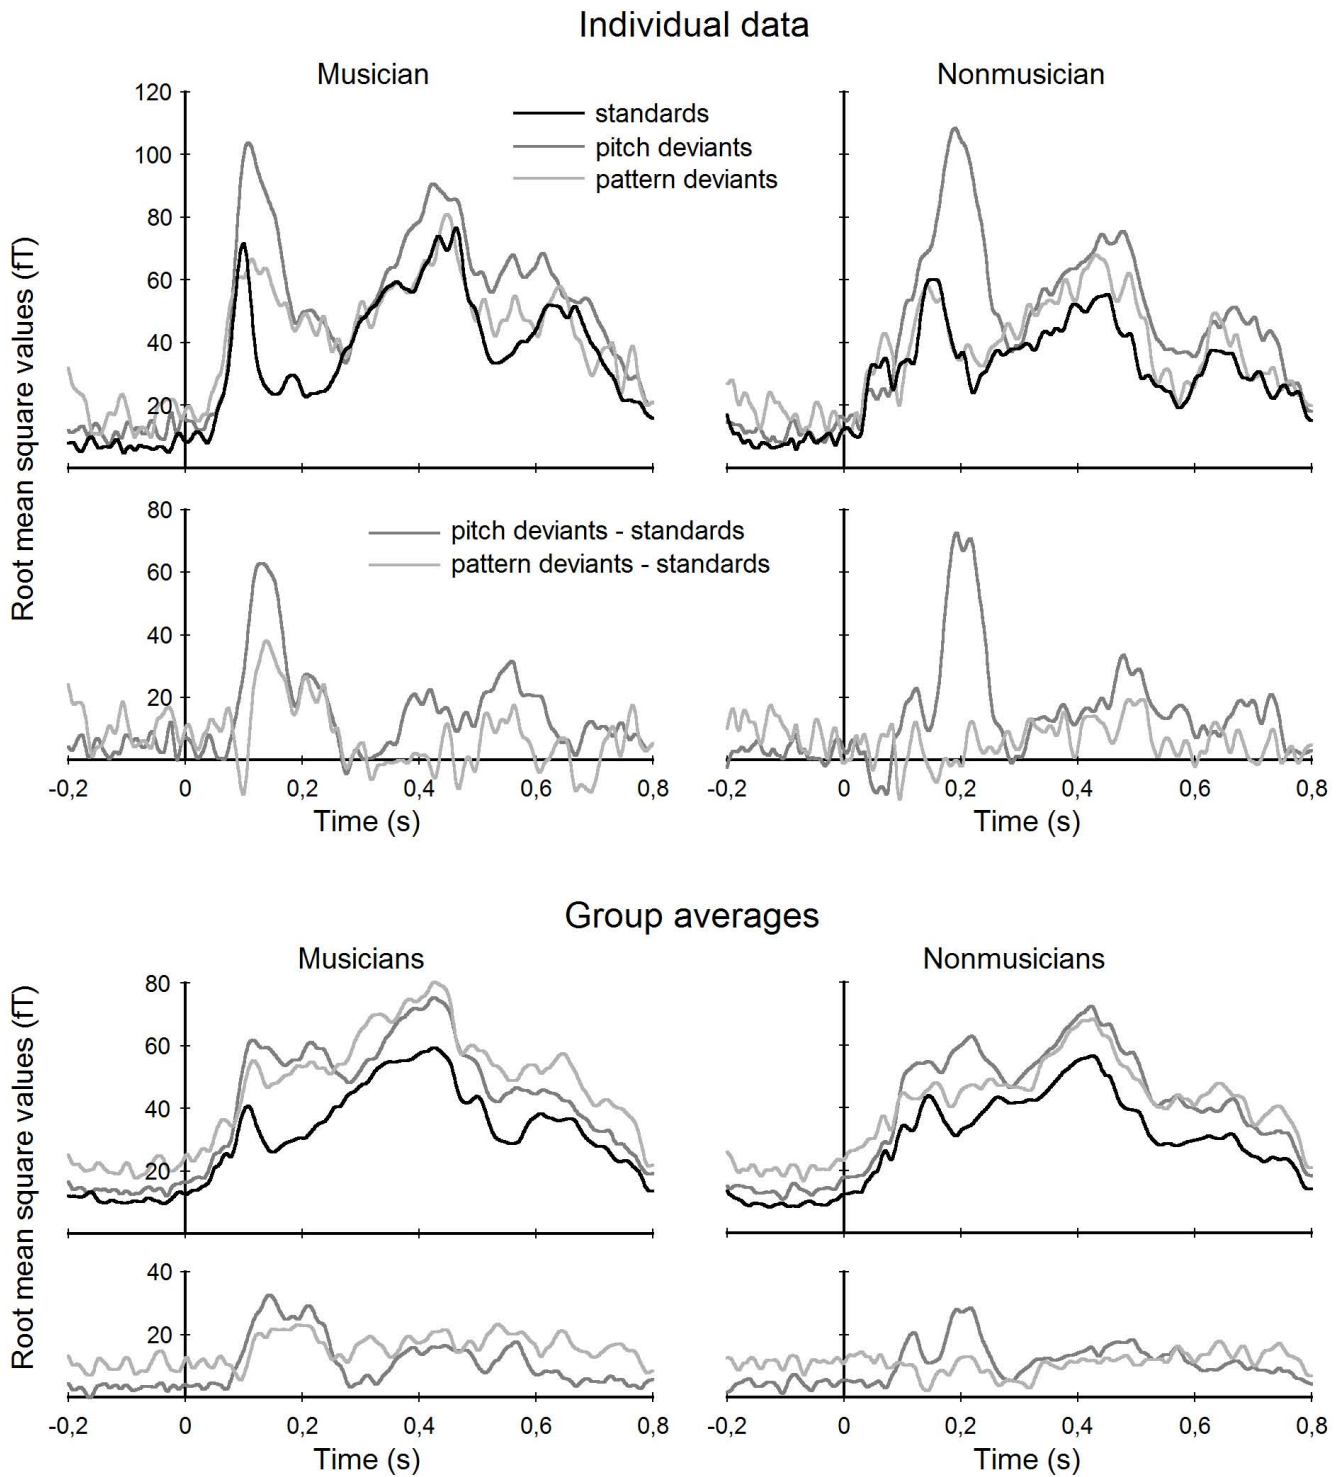 Individual data
Musician
Nonmusician
120
100
80
60
40
20
standards
pitch deviants
pattern deviants
Root mean square values (fT)
80
60
40
20
pitch deviants - standards
pattern deviants - standards
-0,2 0 0,2 0,4 0,6 0,8
-0,2 0 0,2 0,4 0,6 0,8
Time (s)
Time (s)
Group averages
Musicians
Nonmusicians
80
60
40
20
Root mean square values (fT)
40
20
-0,2 0 0,2 0,4 0,6 0,8
-0,2 0 0,2 0,4 0,6 0,8
Time (s)
Time (s)